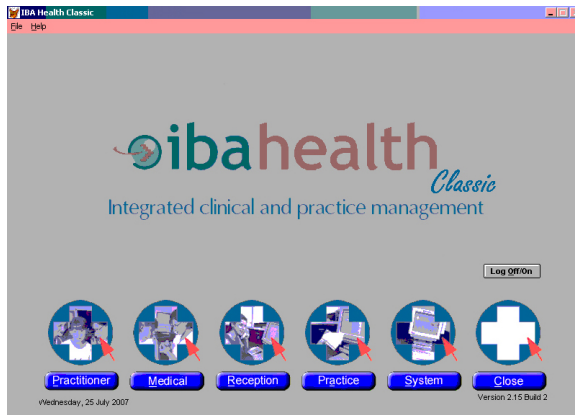 IBA Health Classic
File Help
ibahealth
Classic
Integrated clinical and practice management
Log Off/On
Practitioner Medical Reception Practice System Close
Wednesday, 25 July 2007 Version 2.15 Build 2